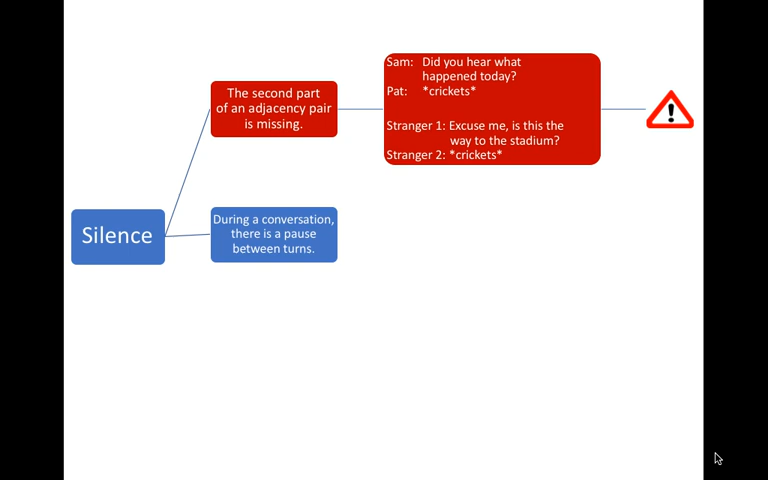 Silence
The second part
of an adjacency pair
is missing.
Sam: Did you hear what
happened today?
Pat: *crickets*
Stranger 1: Excuse me, is this the
way to the stadium?
Stranger 2: *crickets*
During a conversation,
there is a pause
between turns.